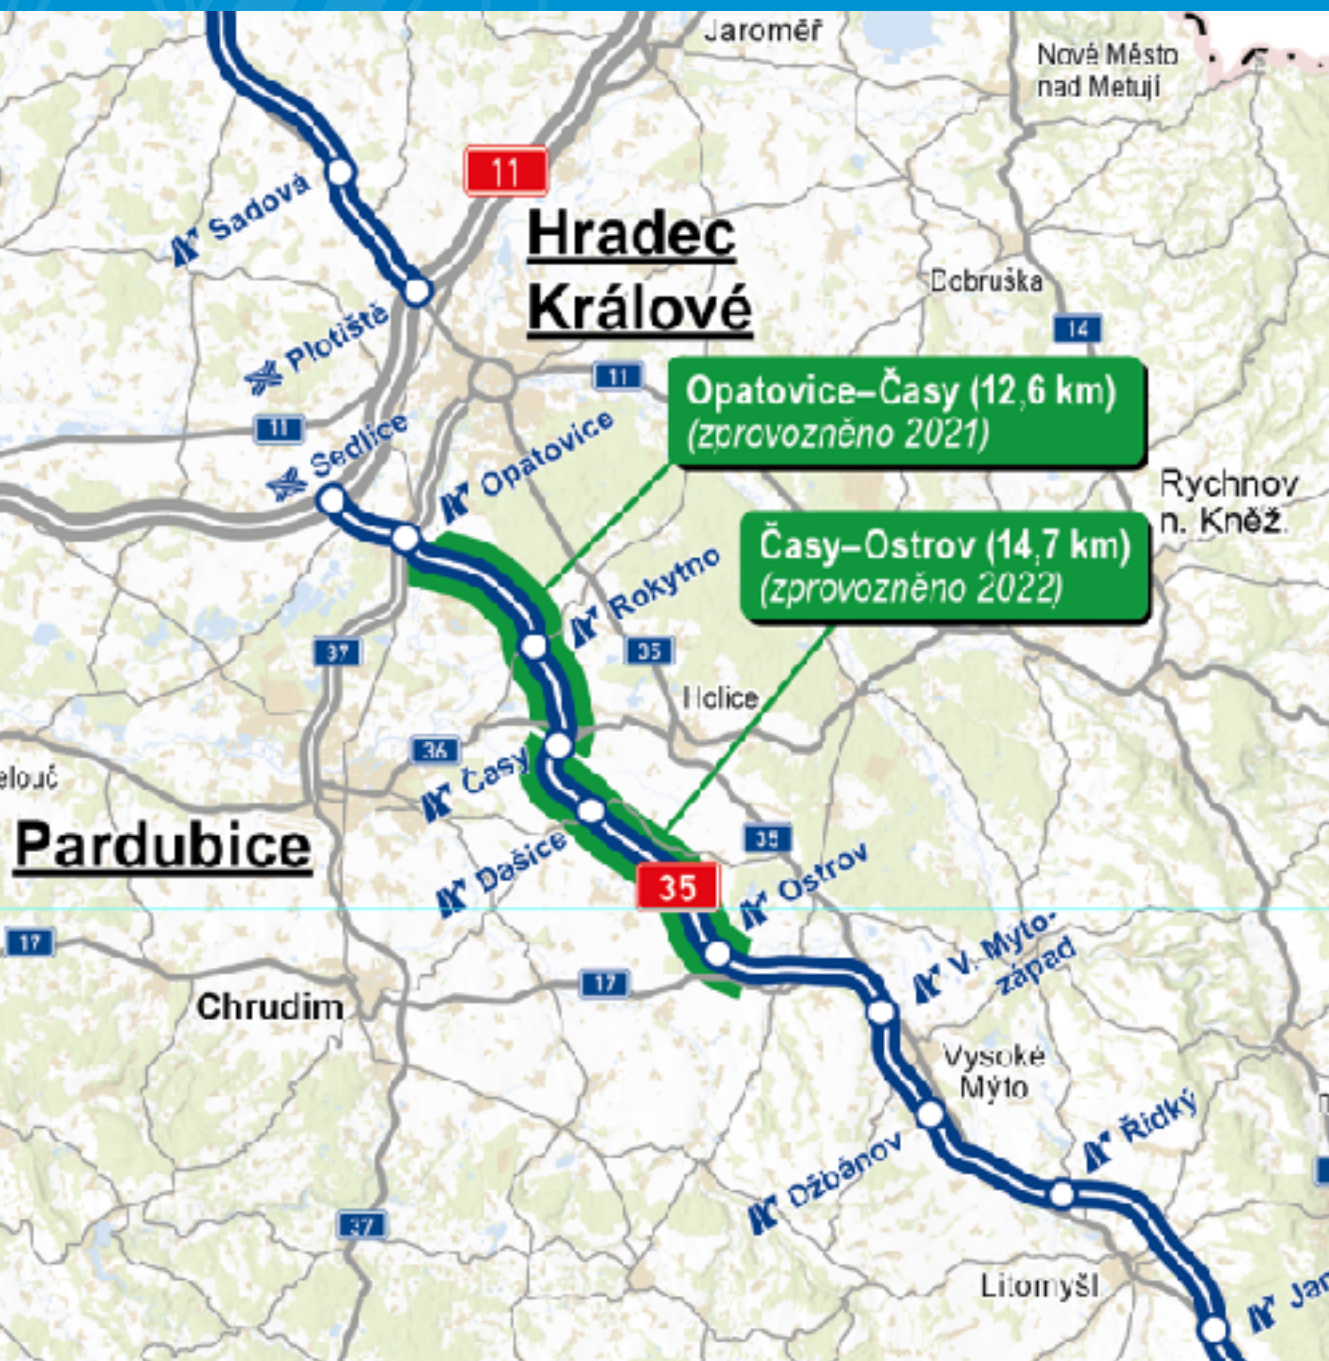 Jaroměř
Nové Město
nad Metují
11
Sadová
Hradec
Králové
Dobruška
14
Plotiště
11
Opatovice–Časy (12,6 km)
(zprovozněno 2021)
11
Sedlice
Opatovice
Rychnov
n. Kněž.
Časy–Ostrov (14,7 km)
(zprovozněno 2022)
Rokytno
37
35
Holice
36
Časy
elouč
Pardubice
35
Dašice
35
Ostrov
17
V. Mýto-
západ
17
Chrudim
Vysoké
Mýto
Řídký
Džbánov
37
Litomyšl
Jar